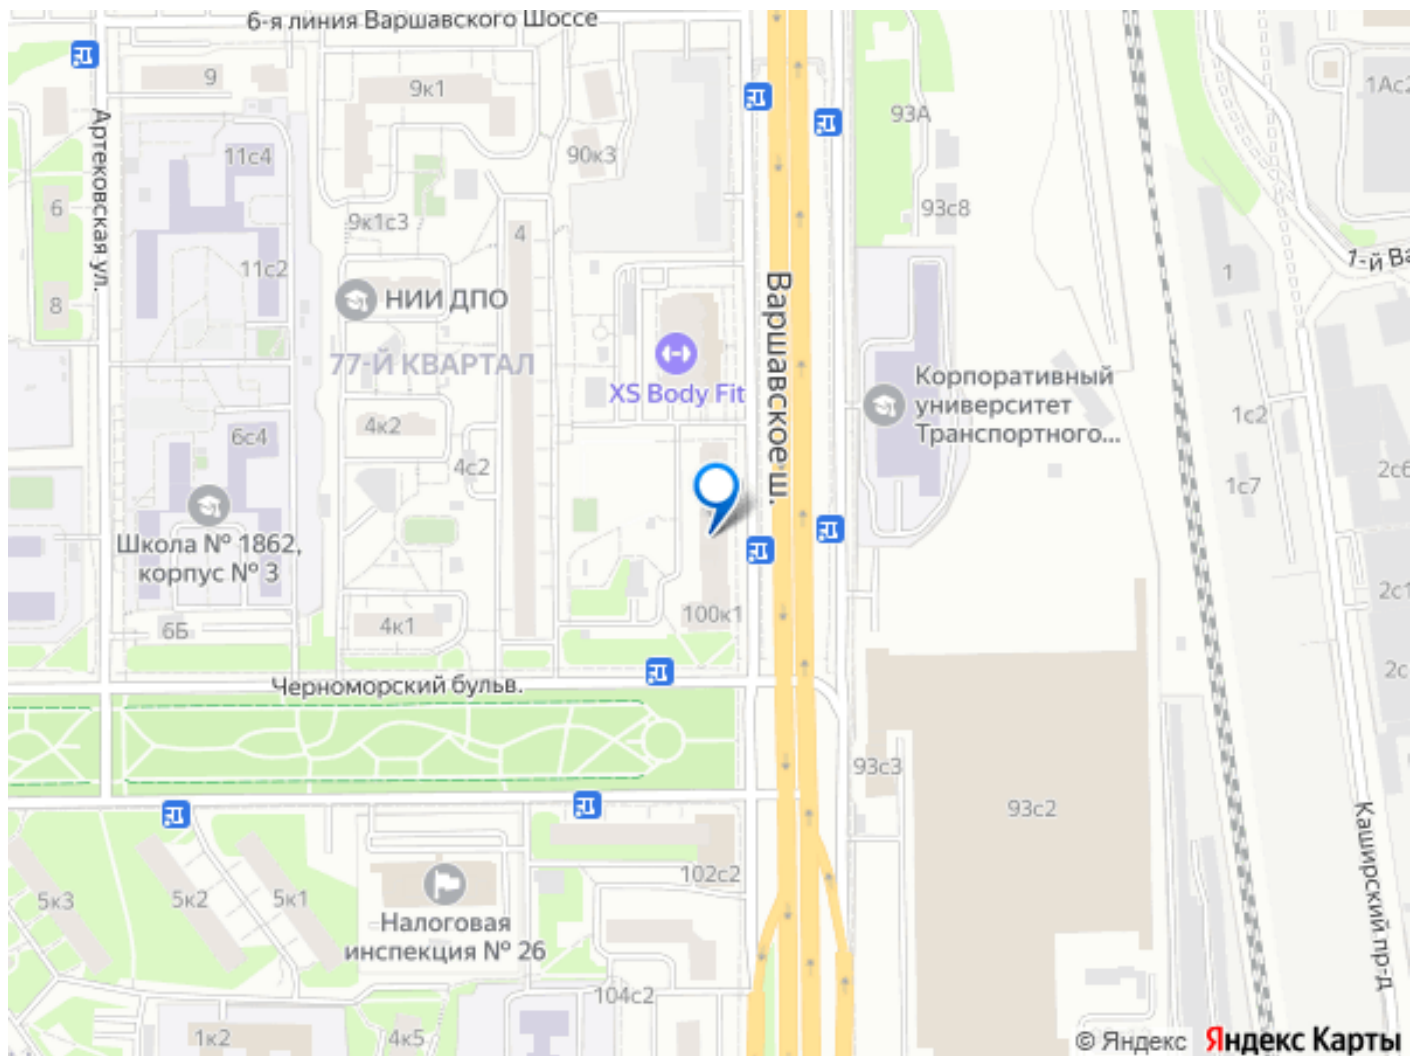 6-я линия Варшавского Шоссе
9
9к1
93А
1Ас2
Артековская ул.
11с4
90к3
6
93с8
9к1с3
4
11с2
1-й Ва
1
8
НИИ ДПО
Варшавское ш.
77-Й КВАРТАЛ
XS Body Fit
Корпоративный
университет
Транспортного...
1с2
4к2
6с4
4с2
2с6
1с7
Школа № 1862,
корпус № 3
2с1
100к1
6Б
4к1
2с
Черноморский бульв.
93с3
93с2
Каширский пр-д
102с2
5к3
5к2
5к1
Налоговая
инспекция № 26
104с2
1к2
4к5
© Яндекс Яндекс Карты